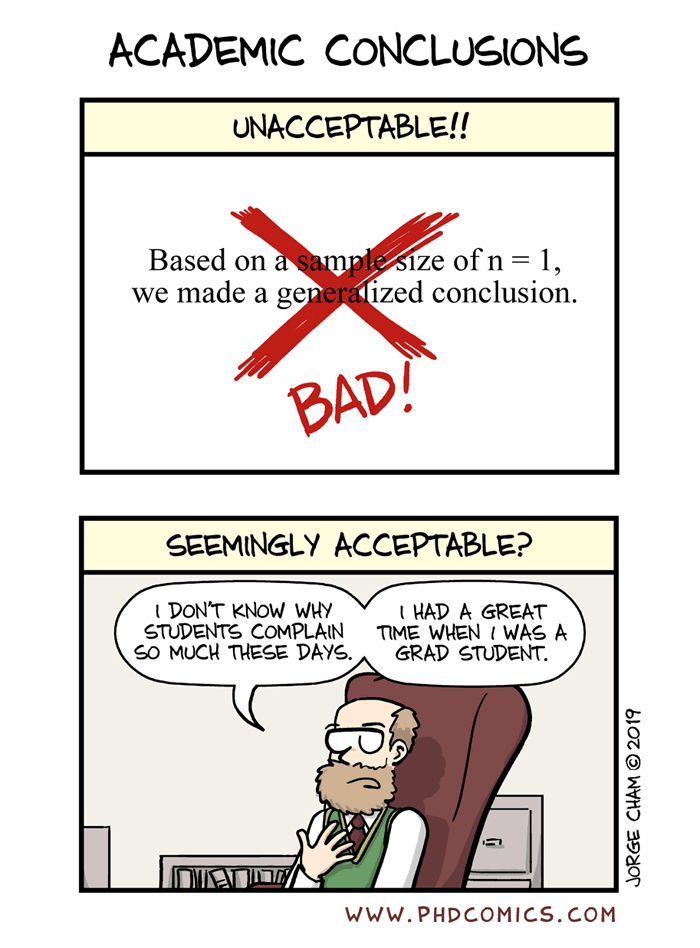 ACADEMIC CONCLUSIONS
UNACCEPTABLE!!
Based on a sample size of n = 1,
we made a generalized conclusion.
BAD!
SEEMINGLY ACCEPTABLE?
I DON'T KNOW WHY
STUDENTS COMPLAIN
SO MUCH THESE DAYS.
I HAD A GREAT
TIME WHEN I WAS A
GRAD STUDENT.
JORGE CHAM © 2019
WWW.PHDCOMICS.COM